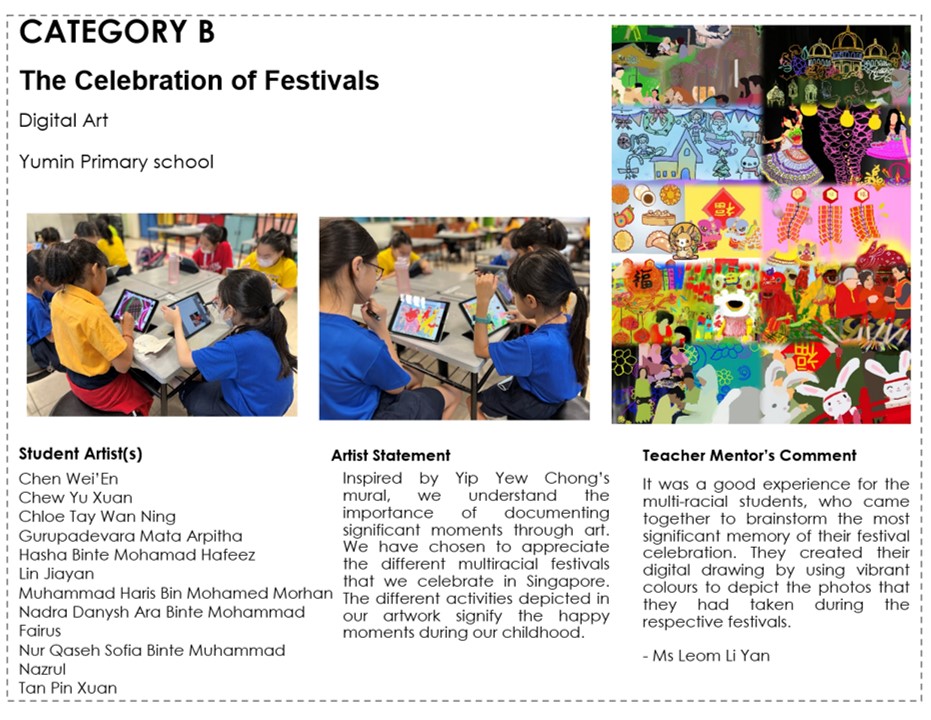 CATEGORY B
The Celebration of Festivals
Digital Art
Yumin Primary school
福
福
福
Student Artist(s)
Chen Wei’En
Chew Yu Xuan
Chloe Tay Wan Ning
Gurupadevara Mata Arpitha
Hasha Binte Mohamad Hafeez
Lin Jiayan
Muhammad Haris Bin Mohamed Morhan
Nadra Danysh Ara Binte Mohammad
Fairus
Nur Qaseh Sofia Binte Muhammad
Nazrul
Tan Pin Xuan
Artist Statement
Inspired by Yip Yew Chong’s
mural, we understand the
importance of documenting
significant moments through art.
We have chosen to appreciate
the different multiracial festivals
that we celebrate in Singapore.
The different activities depicted in
our artwork signify the happy
moments during our childhood.
Teacher Mentor’s Comment
It was a good experience for the
multi-racial students, who came
together to brainstorm the most
significant memory of their festival
celebration. They created their
digital drawing by using vibrant
colours to depict the photos that
they had taken during the
respective festivals.
- Ms Leom Li Yan